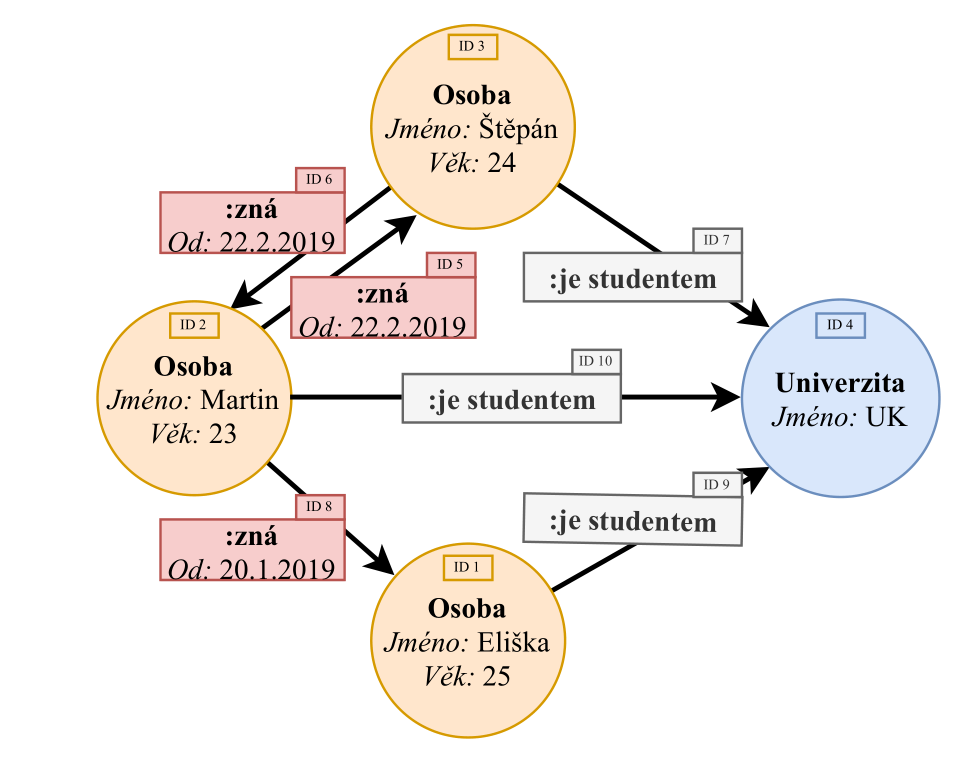 ID 3
Osoba
Jméno: Štěpán
Věk: 24
ID 6
:zná
Od: 22.2.2019
ID 5
:zná
Od: 22.2.2019
ID 7
:je studentem
ID 2
Osoba
Jméno: Martin
Věk: 23
ID 10
:je studentem
ID 4
Univerzita
Jméno: UK
ID 8
:zná
Od: 20.1.2019
ID 9
:je studentem
ID 1
Osoba
Jméno: Eliška
Věk: 25